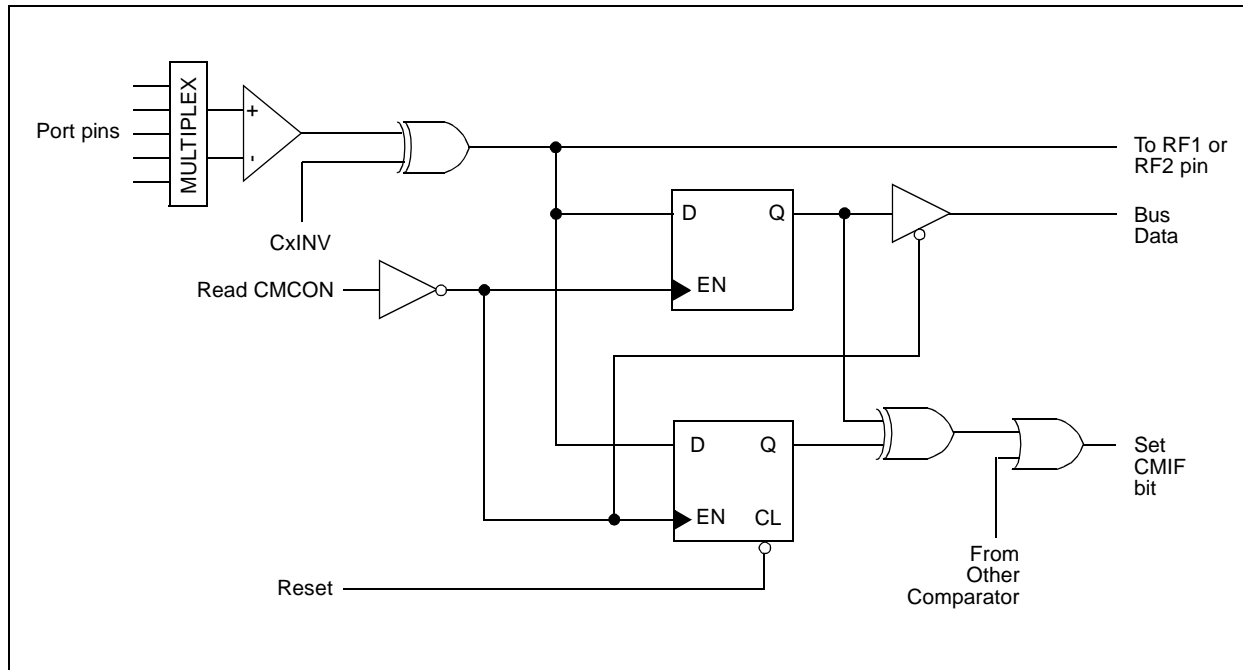 MULTIPLEX
+
-
Port pins
CxINV
To RF1 or
RF2 pin
D
Q
EN
Bus
Data
Read CMCON
D
Q
EN
CL
Set
CMIF
bit
From
Other
Comparator
Reset